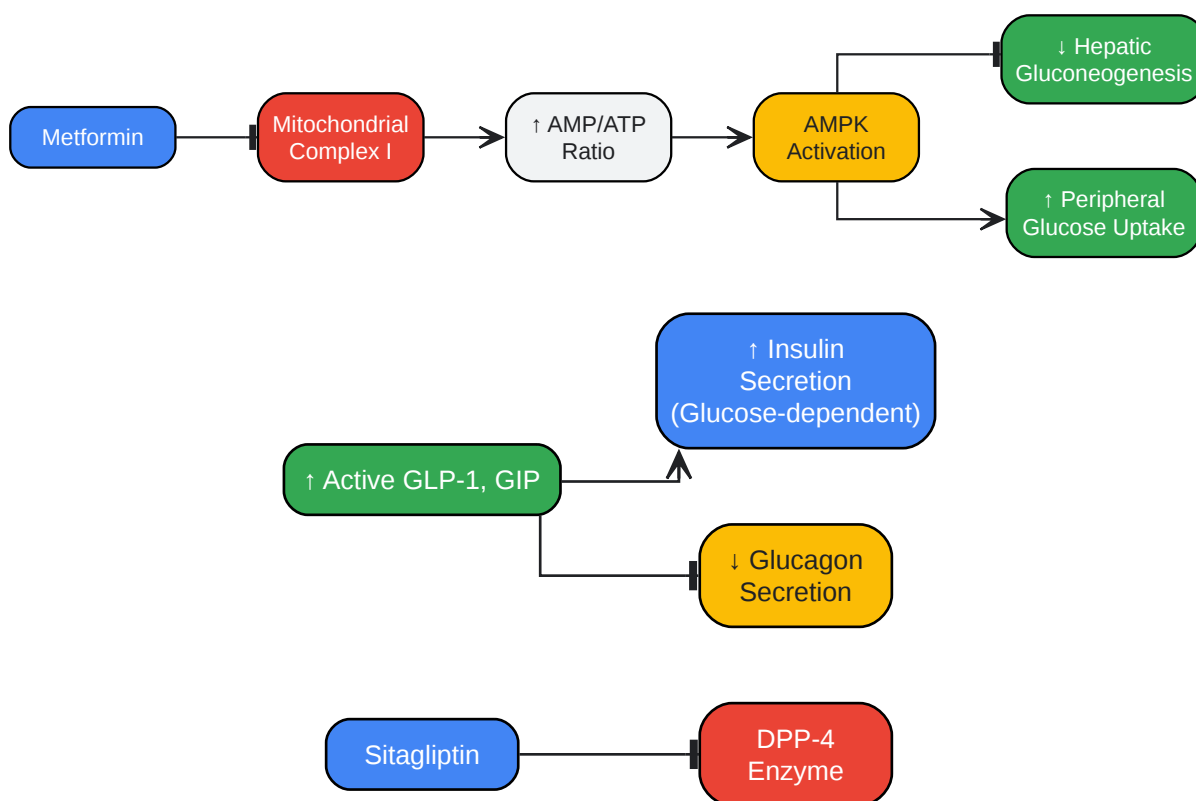 Metformin
Mitochondrial
Complex I
↑ AMP/ATP
Ratio
AMPK
Activation
↓ Hepatic
Gluconeogenesis
↑ Peripheral
Glucose Uptake
↑ Insulin
Secretion
(Glucose-dependent)
↑ Active GLP-1, GIP
↓ Glucagon
Secretion
Sitagliptin
DPP-4
Enzyme